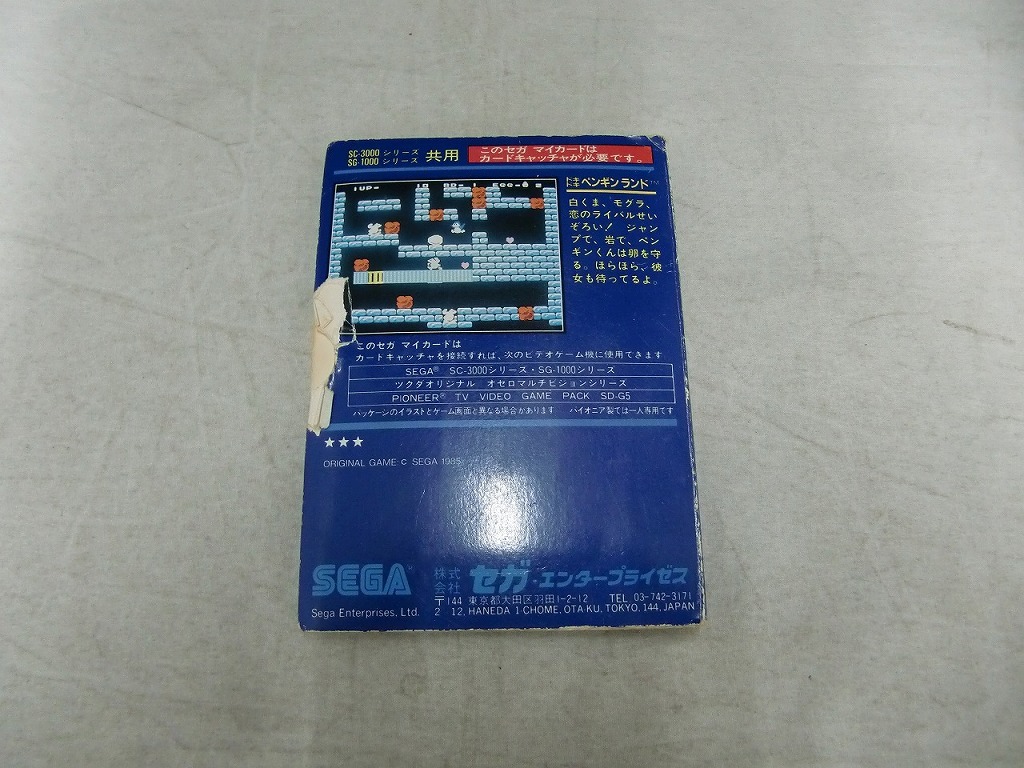 SC-3000 シリーズ
SG-1000 シリーズ 共用
このセガ マイカードは
カードキャッチャが必要です。
1UP-
ドキドキ ペンギンランド
白くま、モグラ、
恋のライバルせい
ぞろい! ジャン
プで、岩で、ペン
ギンくんは卵を守
る。ほらほら、彼
女も待ってるよ。
このセガ マイカードは
カートキャッチャを接続すれば、次のビデオゲーム機に使用できます
SEGA® SC-3000シリーズ・SG-1000シリーズ
ツクダオリジナル オセロマルチビジョンシリーズ
PIONEER® TV VIDEO GAME PACK SD-G5
パッケージのイラストとゲーム画面と異なる場合があります パイオニア製では一人専用です
★★★
ORIGINAL GAME © SEGA 1985
SEGA
Sega Enterprises, Ltd.
株式会社 セガ・エンタープライゼス
〒144 東京都大田区羽田1-2-12 TEL 03-742-3171
2 12, HANEDA 1 CHOME, OTA-KU, TOKYO, 144, JAPAN